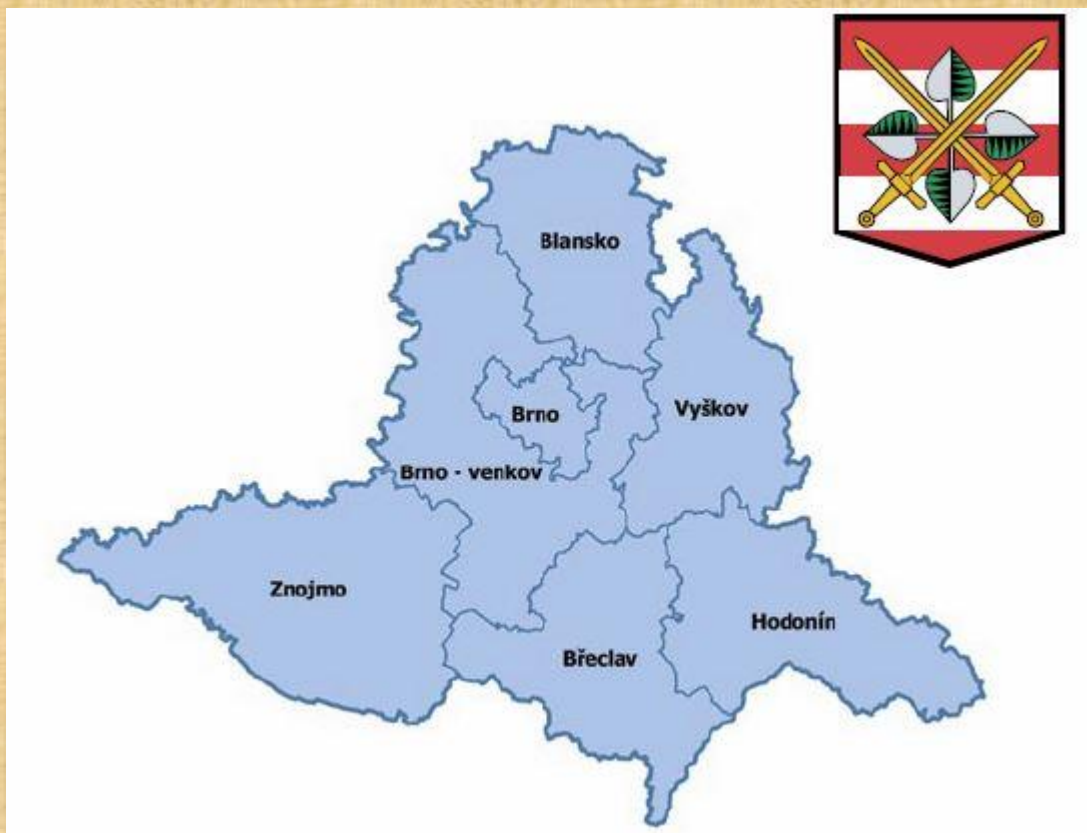 Blansko
Vyškov
Brno
Brno - venkov
Znojmo
Hodonín
Břeclav